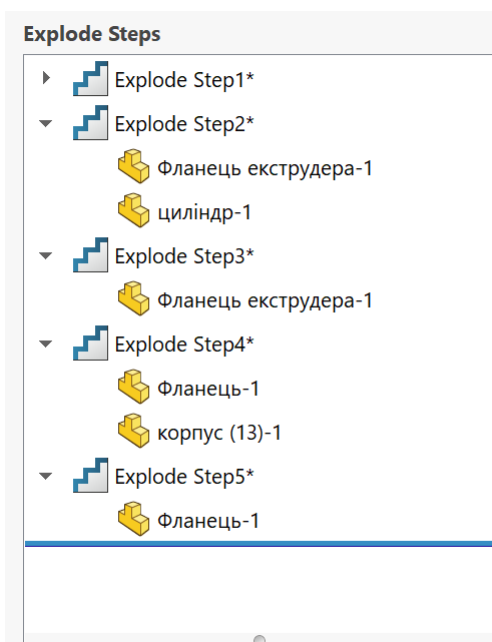 Explode Steps
Explode Step1*
Explode Step2*
Фланець екструдера-1
циліндр-1
Explode Step3*
Фланець екструдера-1
Explode Step4*
Фланець-1
корпус (13)-1
Explode Step5*
Фланець-1